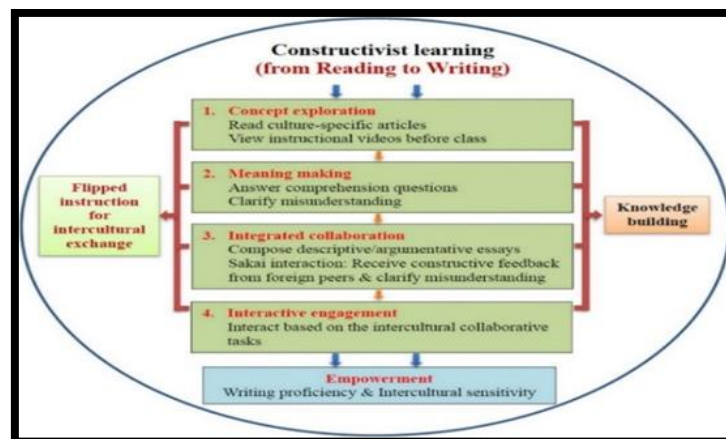 Constructivist learning
(from Reading to Writing)
1. Concept exploration
Read culture-specific articles
View instructional videos before class
2. Meaning making
Answer comprehension questions
Clarify misunderstanding
Flipped
instruction
for
intercultural
exchange
Knowledge
building
3. Integrated collaboration
Compose descriptive/argumentative essays
Sakai interaction: Receive constructive feedback
from foreign peers & clarify misunderstanding
4. Interactive engagement
Interact based on the intercultural collaborative
tasks
Empowerment
Writing proficiency & Intercultural sensitivity